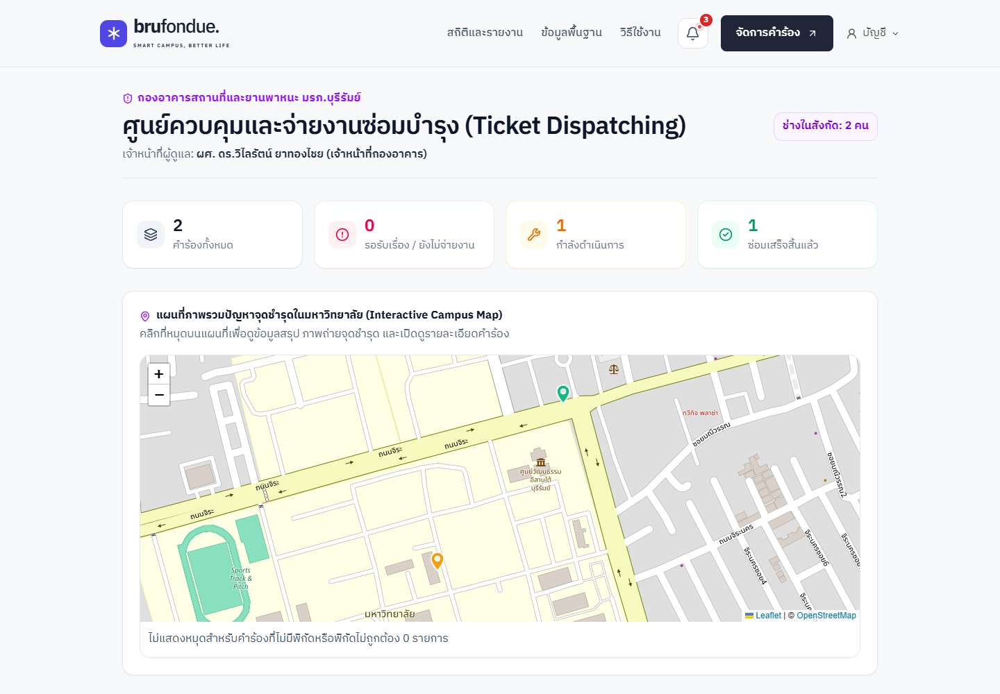 brufondue.
SMART CAMPUS, BETTER LIFE
สถิติและรายงาน
ข้อมูลพื้นฐาน
วิธีใช้งาน
3
จัดการคำร้อง
บัญชี
กองอาคารสถานที่และยานพาหนะ มรภ.บุรีรัมย์
ศูนย์ควบคุมและจ่ายงานซ่อมบำรุง (Ticket Dispatching)
ช่างในสังกัด: 2 คน
เจ้าหน้าที่ผู้ดูแล: ผศ. ดร.วิไลรัตน์ ยาทองไชย (เจ้าหน้าที่กองอาคาร)
2
คำร้องทั้งหมด
0
รอรับเรื่อง / ยังไม่จ่ายงาน
1
กำลังดำเนินการ
1
ซ่อมเสร็จสิ้นแล้ว
แผนที่ภาพรวมปัญหาจุดชำรุดในมหาวิทยาลัย (Interactive Campus Map)
คลิกที่หมุดบนแผนที่เพื่อดูข้อมูลสรุป ภาพถ่ายจุดชำรุด และเปิดดูรายละเอียดคำร้อง
+
−
ทวีกิจ พลาซ่า
ซอยมณีวรรณ
ถนนจิระ
ถนนจิระ
ศูนย์วัฒนธรรม
อีสานใต้
บุรีรัมย์
ซอยมณีวรรณ2
ถนนจิระ
ถนนจิระ
ถนนจิระนคร
จิระนครซอย4
จิระนครซอย6
Sports
Track &
Pitch
มหาวิทยาลัย
Leaflet | © OpenStreetMap
ไม่แสดงหมุดสำหรับคำร้องที่ไม่มีพิกัดหรือพิกัดไม่ถูกต้อง 0 รายการ